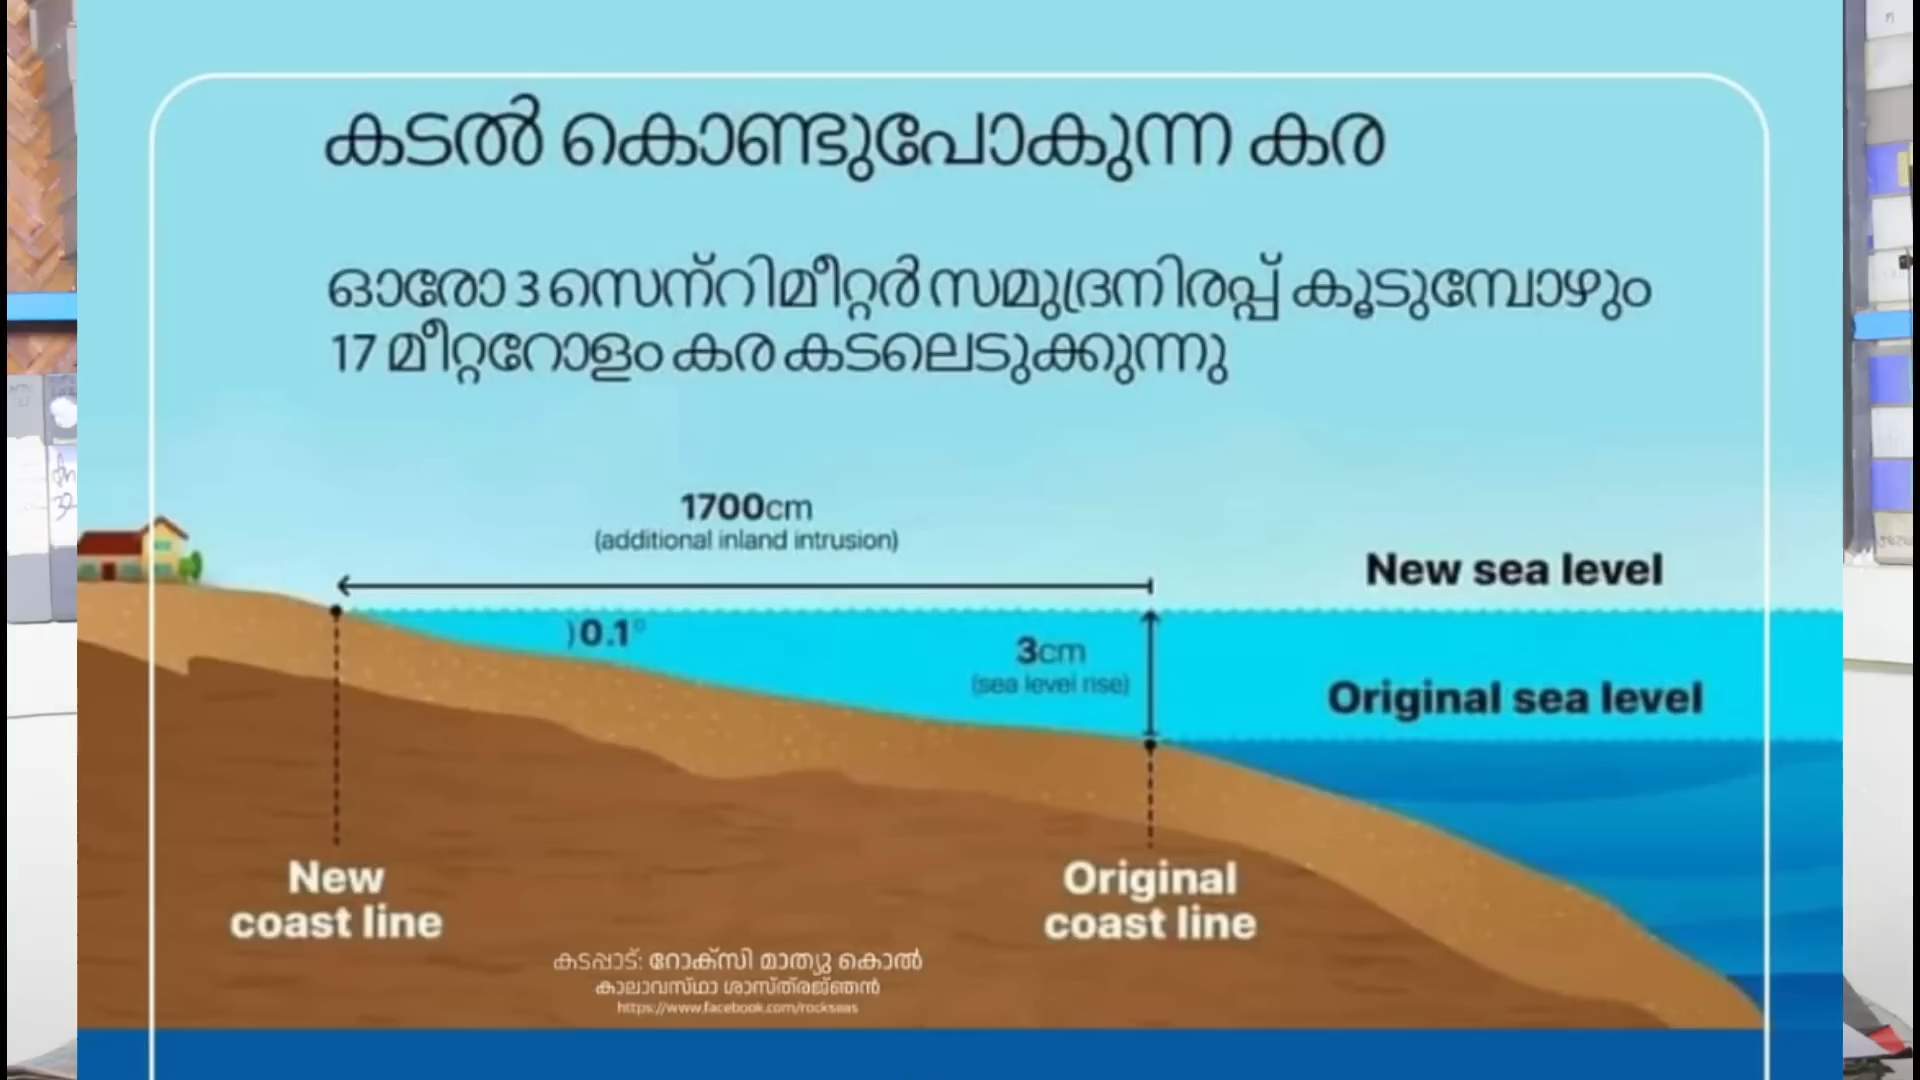 കടൽ കൊണ്ടുപോകുന്ന കര
ഓരോ 3 സെന്റിമീറ്റർ സമുദ്രനിരപ്പ് കൂടുമ്പോഴും
17 മീറ്ററോളം കര കടലെടുക്കുന്നു
1700cm
(additional inland intrusion)
New sea level
)0.1°
3cm
(sea level rise)
Original sea level
New
coast line
Original
coast line
കടപ്പാട്: റോക്സി മാത്യു കൊൽ
കാലാവസ്ഥാ ശാസ്ത്രജ്ഞൻ
https://www.facebook.com/rockseas